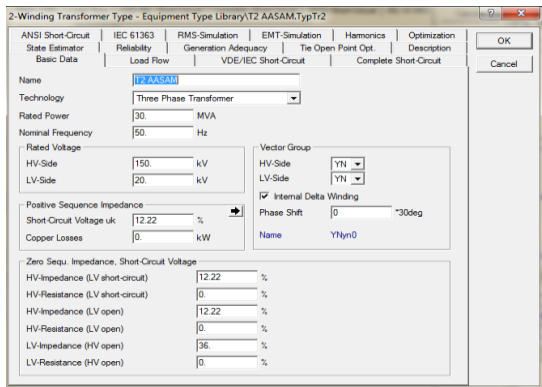 2-Winding Transformer Type - Equipment Type Library\T2 AASAM.TypTr2
ANSI Short-Circuit IEC 61363 RMS-Simulation EMT-Simulation Harmonics Optimization
State Estimator Reliability Generation Adequacy Tie Open Point Opt. Description
Basic Data Load Flow VDE/IEC Short-Circuit Complete Short-Circuit
OK
Cancel
Name T2 AASAM
Technology Three Phase Transformer
Rated Power 30. MVA
Nominal Frequency 50. Hz
Rated Voltage
HV-Side 150. kV
LV-Side 20. kV
Vector Group
HV-Side YN
LV-Side YN
Internal Delta Winding
Phase Shift 0 *30deg
Name YNyn0
Positive Sequence Impedance
Short-Circuit Voltage uk 12.22 %
Copper Losses 0. kW
Zero Sequ. Impedance, Short-Circuit Voltage
HV-Impedance (LV short-circuit) 12.22 %
HV-Resistance (LV short-circuit) 0. %
HV-Impedance (LV open) 12.22 %
HV-Resistance (LV open) 0. %
LV-Impedance (HV open) 36. %
LV-Resistance (HV open) 0. %